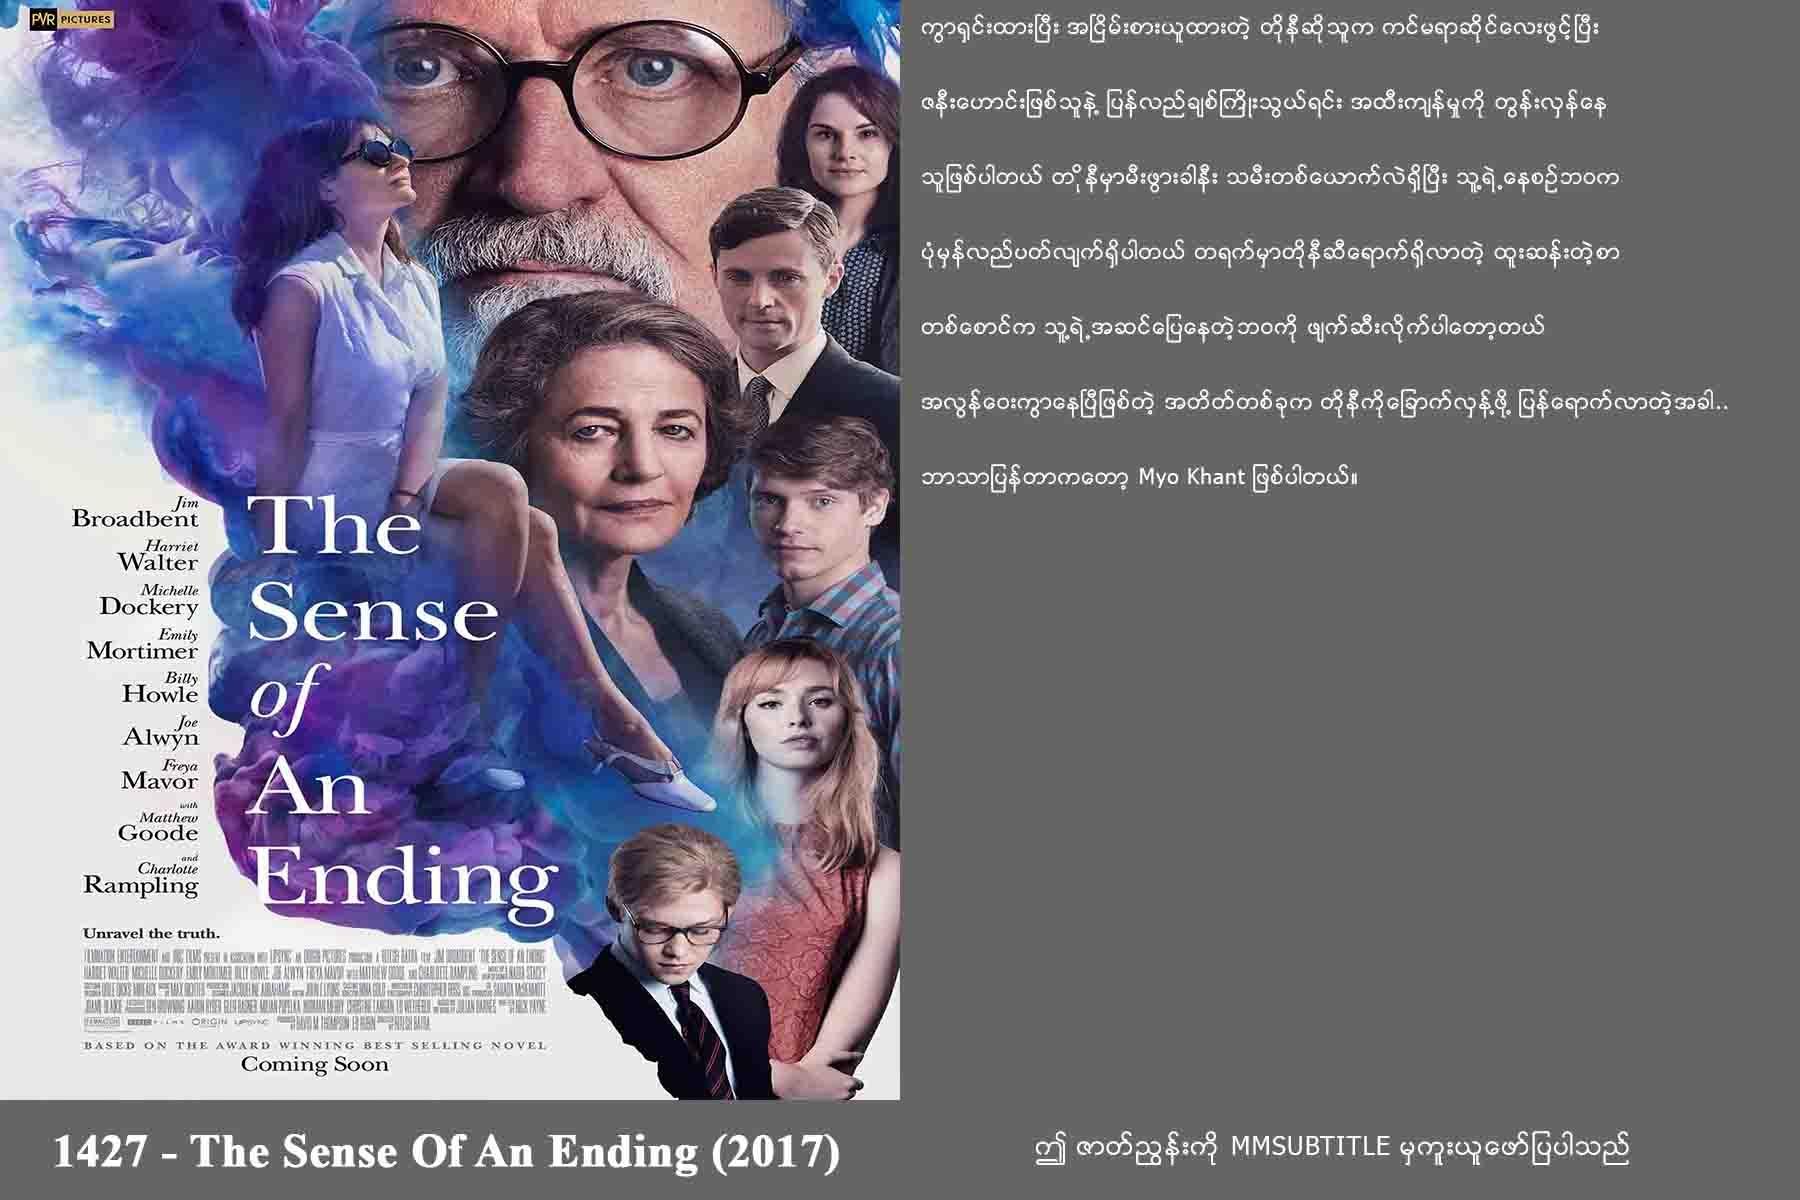 PVR PICTURES
Jim
Broadbent
Harriet
Walter
Michelle
Dockery
Emily
Mortimer
Billy
Howle
Joe
Alwyn
Freya
Mavor
with
Matthew
Goode
and
Charlotte
Rampling
The
Sense
of
An
Ending
Unravel the truth.
BASED ON THE AWARD WINNING BEST SELLING NOVEL
Coming Soon
1427 - The Sense Of An Ending (2017)
ကွာရှင်းထားပြီး အငြိမ်းစားယူထားတဲ့ တိုနီဆိုသူက ကင်မရာဆိုင်လေးဖွင့်ပြီး
ဇနီးဟောင်းဖြစ်သူနဲ့ ပြန်လည်ချစ်ကြိုးသွယ်ရင်း အထီးကျန်မှုကို တွန်းလှန်နေ
သူဖြစ်ပါတယ် တိုနီမှာမီးဖွားခါနီး သမီးတစ်ယောက်လဲရှိပြီး သူ့ရဲ့နေစဉ်ဘဝက
ပုံမှန်လည်ပတ်လျက်ရှိပါတယ် တရက်မှာတိုနီဆီရောက်ရှိလာတဲ့ ထူးဆန်းတဲ့စာ
တစ်စောင်က သူ့ရဲ့အဆင်ပြေနေတဲ့ဘဝကို ဖျက်ဆီးလိုက်ပါတော့တယ်
အလွန်ဝေးကွာနေပြီဖြစ်တဲ့ အတိတ်တစ်ခုက တိုနီကိုခြောက်လှန့်ဖို့ ပြန်ရောက်လာတဲ့အခါ..
ဘာသာပြန်တာကတော့ Myo Khant ဖြစ်ပါတယ်။
ဤ ဇာတ်ညွှန်းကို MMSUBTITLE မှကူးယူဖော်ပြပါသည်